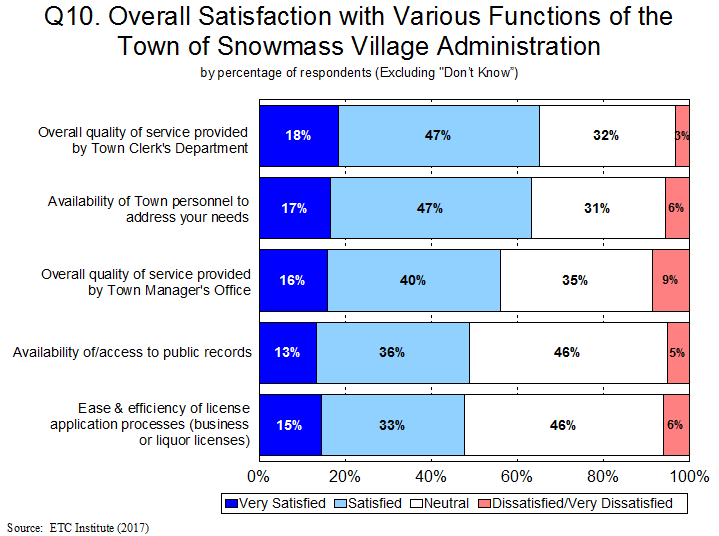 Q10. Overall Satisfaction with Various Functions of the
Town of Snowmass Village Administration
by percentage of respondents (Excluding "Don't Know")
Overall quality of service provided
by Town Clerk's Department
18% 47% 32% 3%
Availability of Town personnel to
address your needs
17% 47% 31% 6%
Overall quality of service provided
by Town Manager's Office
16% 40% 35% 9%
Availability of/access to public records
13% 36% 46% 5%
Ease & efficiency of license
application processes (business
or liquor licenses)
15% 33% 46% 6%
0% 20% 40% 60% 80% 100%
Very Satisfied Satisfied Neutral Dissatisfied/Very Dissatisfied
Source: ETC Institute (2017)